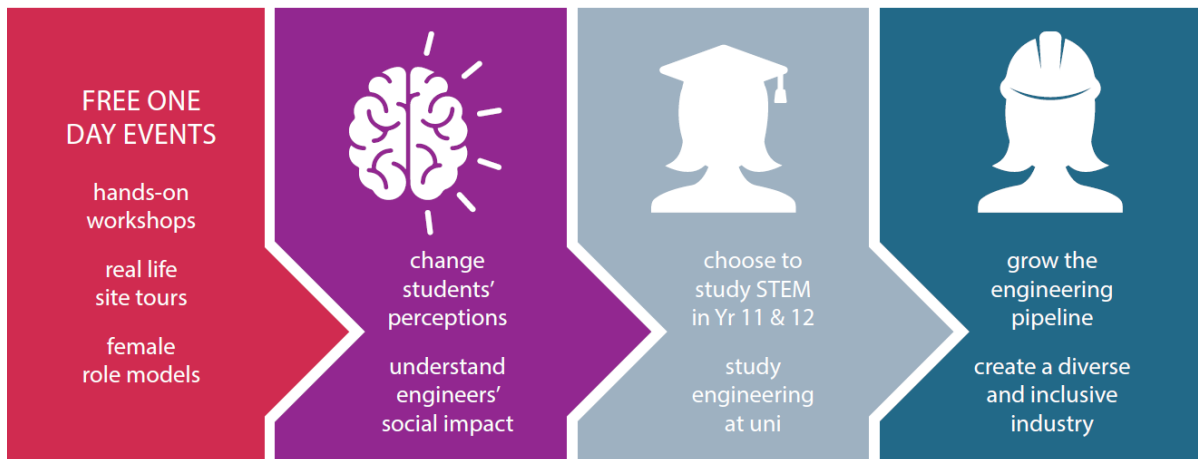 FREE ONE
DAY EVENTS
hands-on
workshops
real life
site tours
female
role models
change
students’
perceptions
understand
engineers’
social impact
choose to
study STEM
in Yr 11 & 12
study
engineering
at uni
grow the
engineering
pipeline
create a diverse
and inclusive
industry